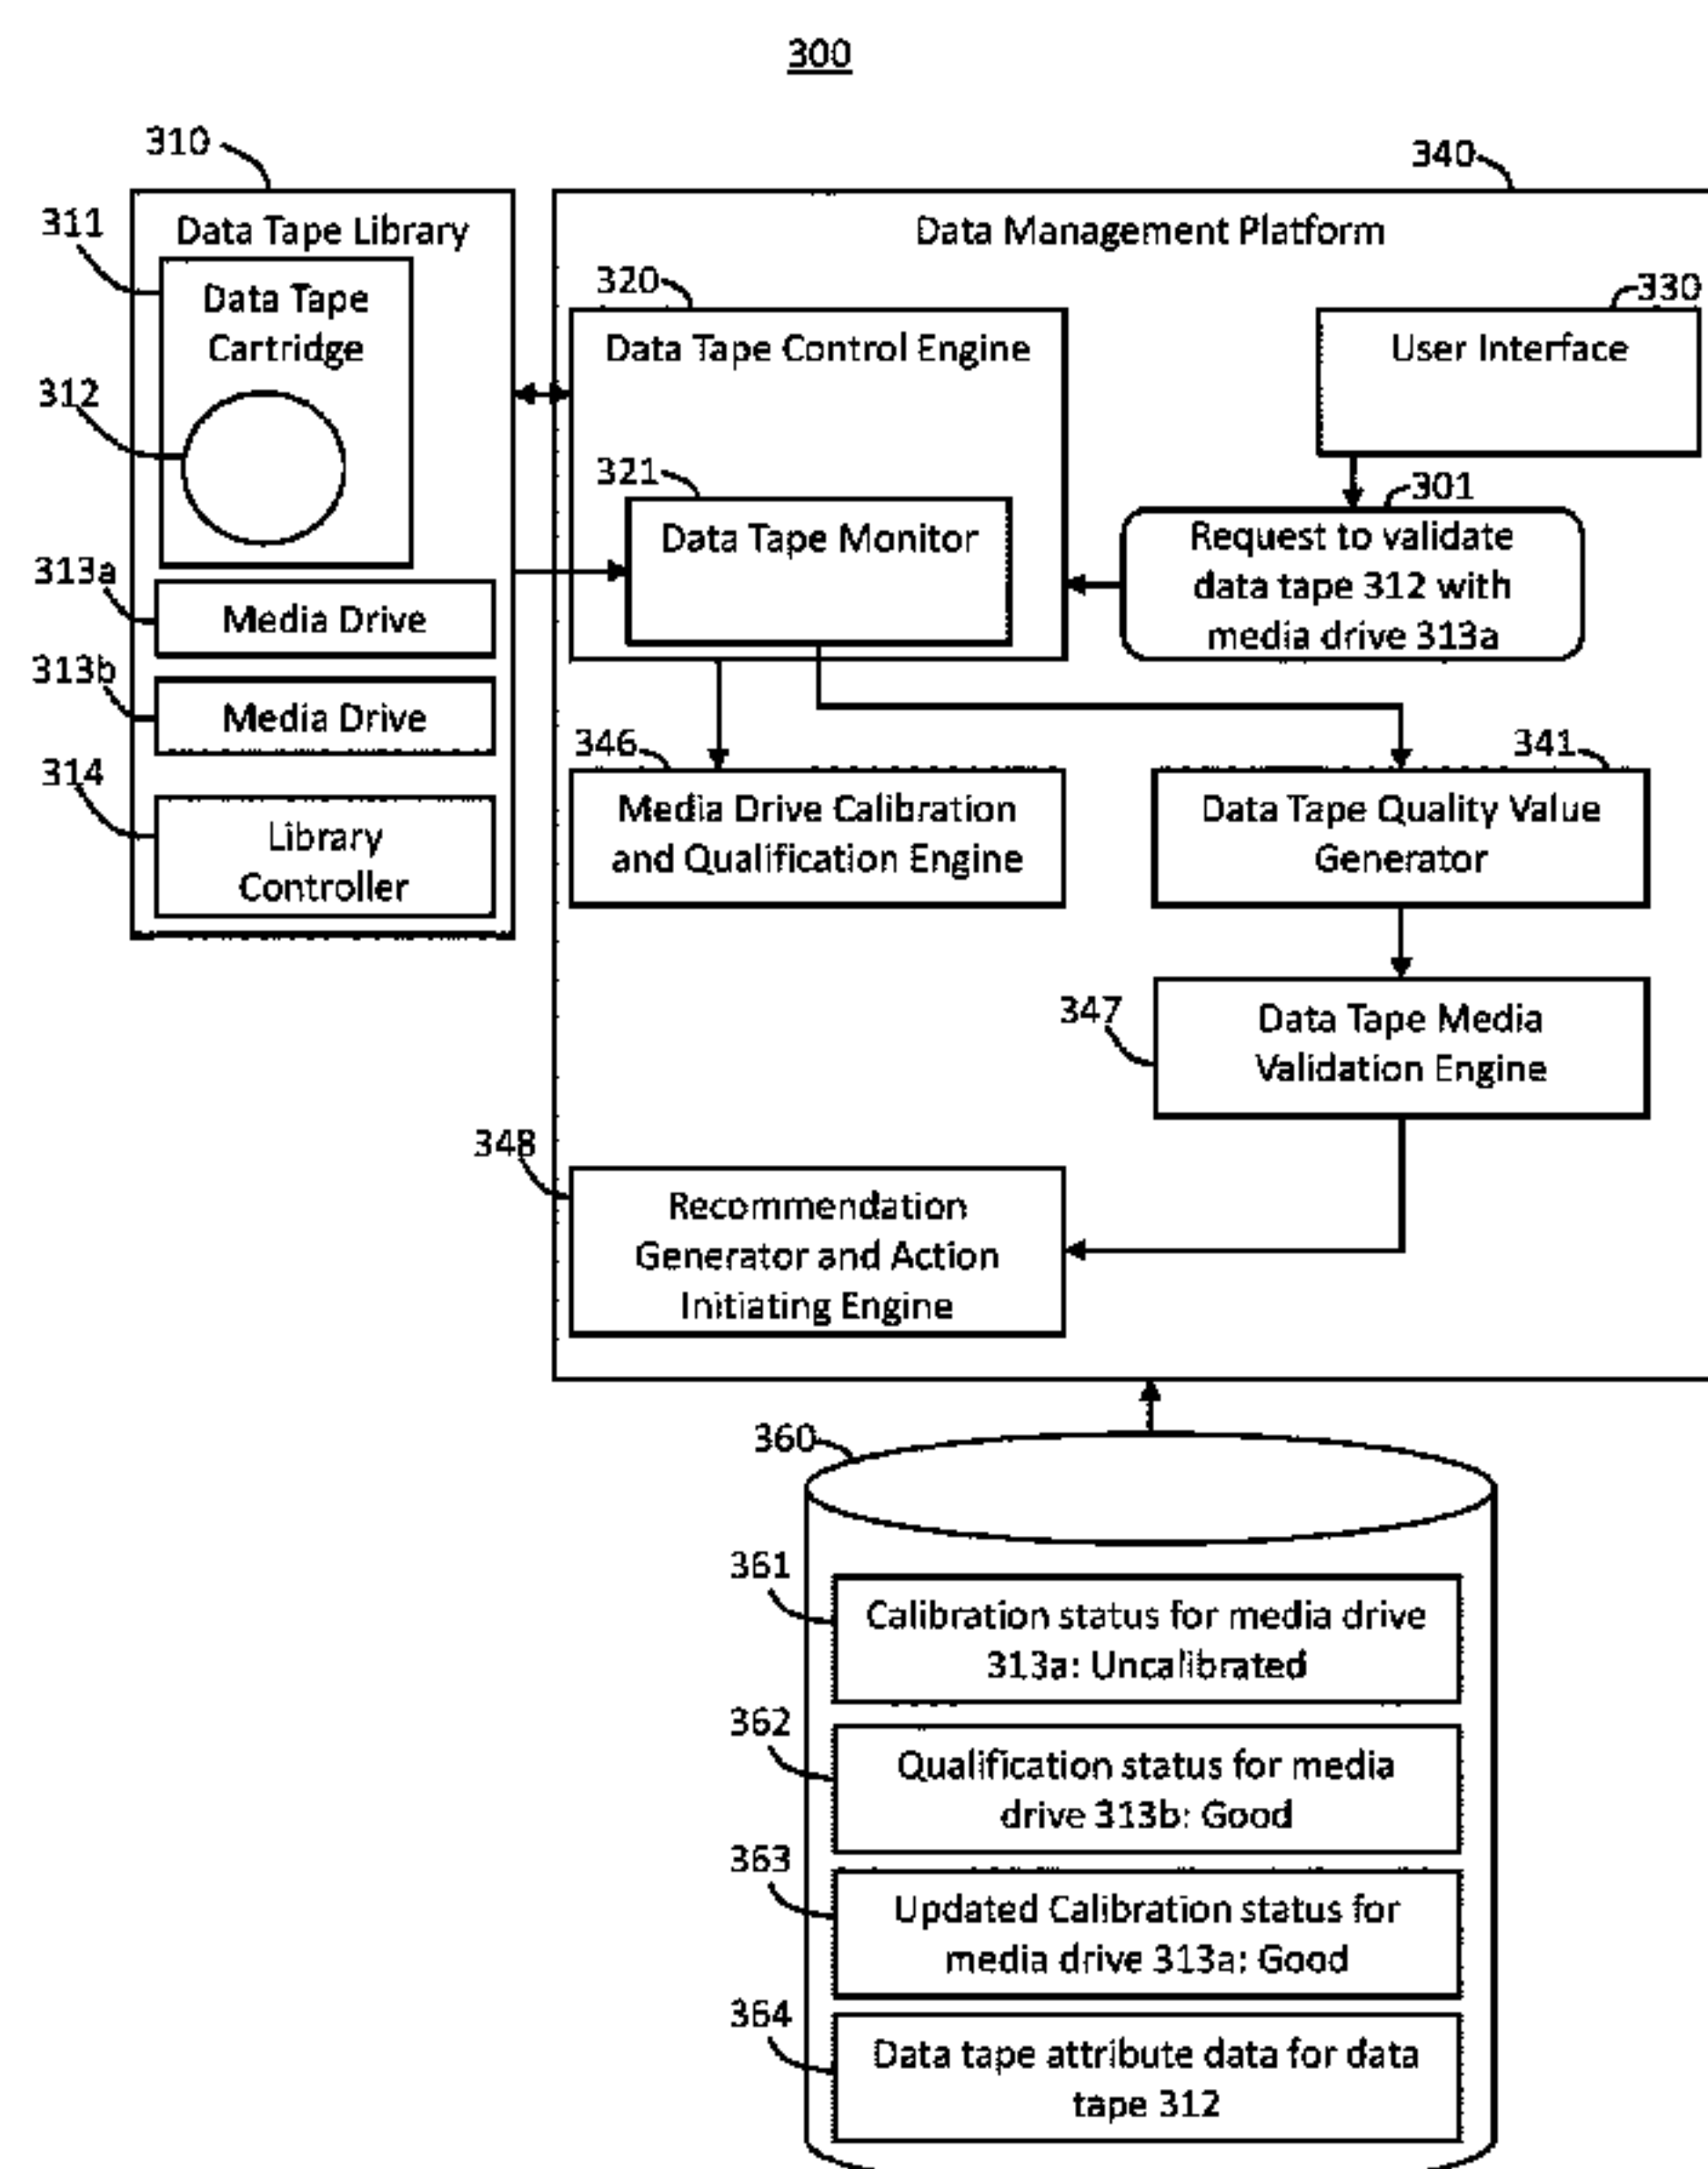 300
310
340
311
Data Tape Library
Data Management Platform
320
330
Data Tape
Cartridge
Data Tape Control Engine
User Interface
312
321
301
Data Tape Monitor
Request to validate
data tape 312 with
media drive 313a
313a
Media Drive
313b
Media Drive
346
341
314
Library
Controller
Media Drive Calibration
and Qualification Engine
Data Tape Quality Value
Generator
347
Data Tape Media
Validation Engine
348
Recommendation
Generator and Action
Initiating Engine
360
361
Calibration status for media drive
313a: Uncalibrated
362
Qualification status for media
drive 313b: Good
363
Updated Calibration status for
media drive 313a: Good
364
Data tape attribute data for data
tape 312